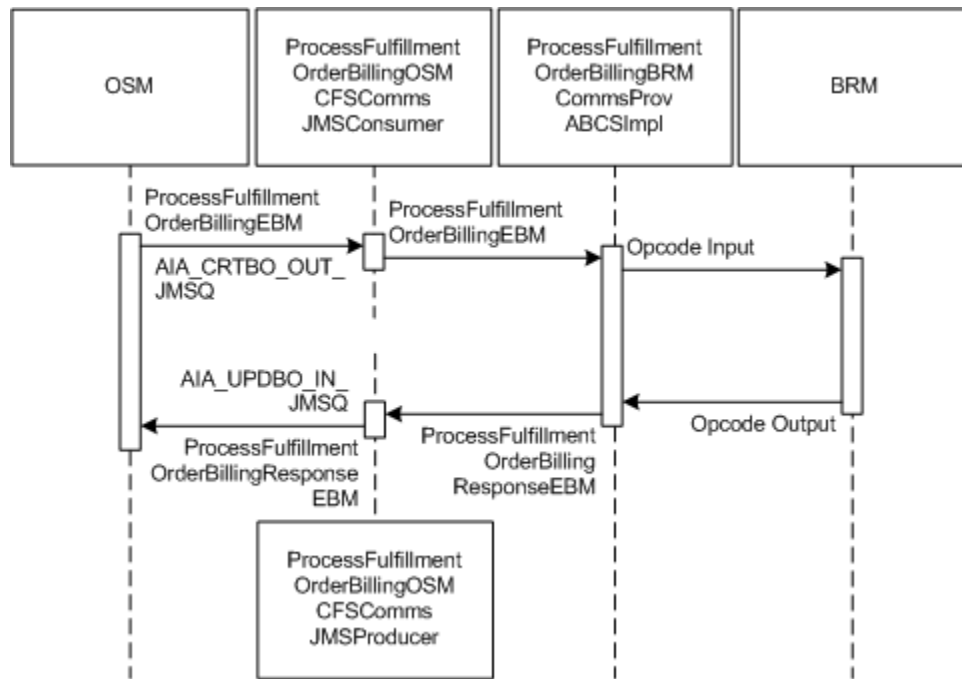 OSM
ProcessFulfillment
OrderBillingOSM
CFSComms
JMSConsumer
ProcessFulfillment
OrderBillingBRM
CommsProv
ABCSImpl
BRM
ProcessFulfillment
OrderBillingEBM
AIA_CRTBO_OUT_
JMSQ
ProcessFulfillment
OrderBillingEBM
Opcode Input
AIA_UPDBO_IN_
JMSQ
ProcessFulfillment
OrderBillingResponse
EBM
ProcessFulfillment
OrderBilling
ResponseEBM
Opcode Output
ProcessFulfillment
OrderBillingOSM
CFSComms
JMSProducer